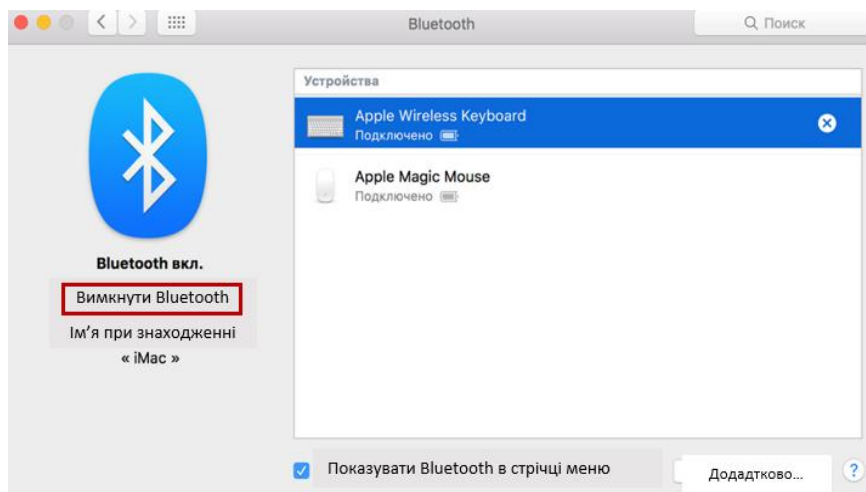 Bluetooth
Поиск
Устройства
Apple Wireless Keyboard
Подключено
Apple Magic Mouse
Подключено
Bluetooth вкл.
Вимкнути Bluetooth
Ім’я при знаходженні
« iMac »
Показувати Bluetooth в стрічці меню
Додадтково...
?